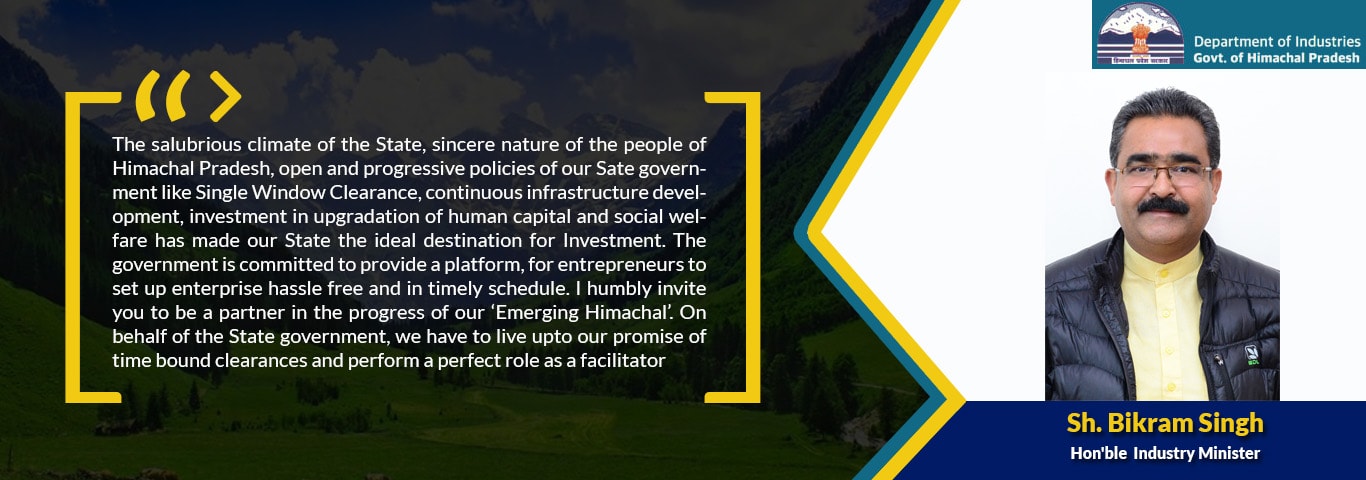 The salubrious climate of the State, sincere nature of the people of
Himachal Pradesh, open and progressive policies of our Sate govern-
ment like Single Window Clearance, continuous infrastructure devel-
opment, investment in upgradation of human capital and social wel-
fare has made our State the ideal destination for Investment. The
government is committed to provide a platform, for entrepreneurs to
set up enterprise hassle free and in timely schedule. I humbly invite
you to be a partner in the progress of our ‘Emerging Himachal’. On
behalf of the State government, we have to live upto our promise of
time bound clearances and perform a perfect role as a facilitator
हिमाचल प्रदेश सरकार
Department of Industries
Govt. of Himachal Pradesh
Sh. Bikram Singh
Hon'ble Industry Minister